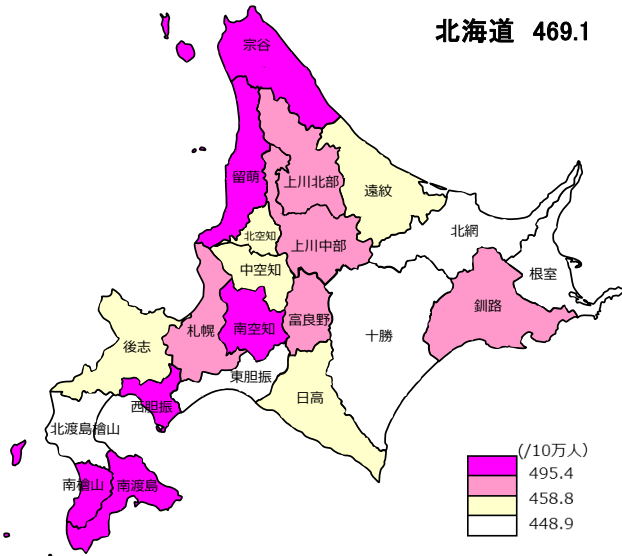 北海道 469.1
宗谷
留萌
上川北部
遠紋
北網
北空知
上川中部
中空知
根室
釧路
札幌
南空知
富良野
十勝
後志
東胆振
日高
西胆振
北渡島檜山
南檜山
南渡島
(/10万人)
495.4
458.8
448.9